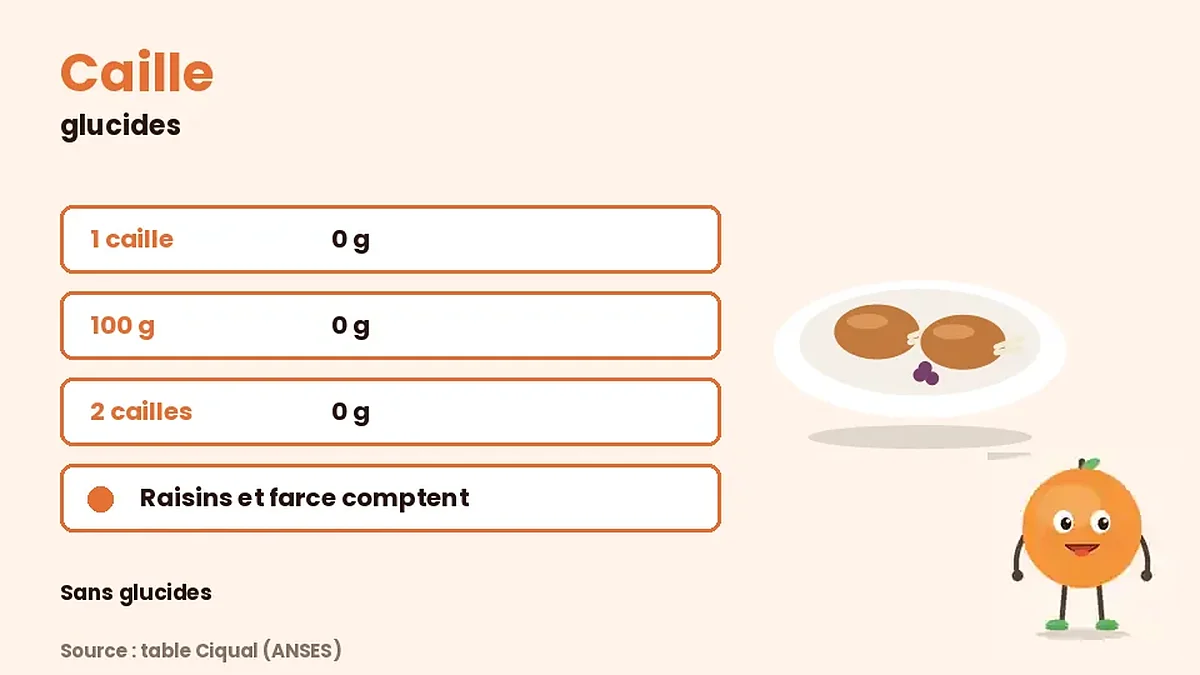 Caille
glucides
1 caille 0 g
100 g 0 g
2 cailles 0 g
Raisins et farce comptent
Sans glucides
Source : table Ciqual (ANSES)